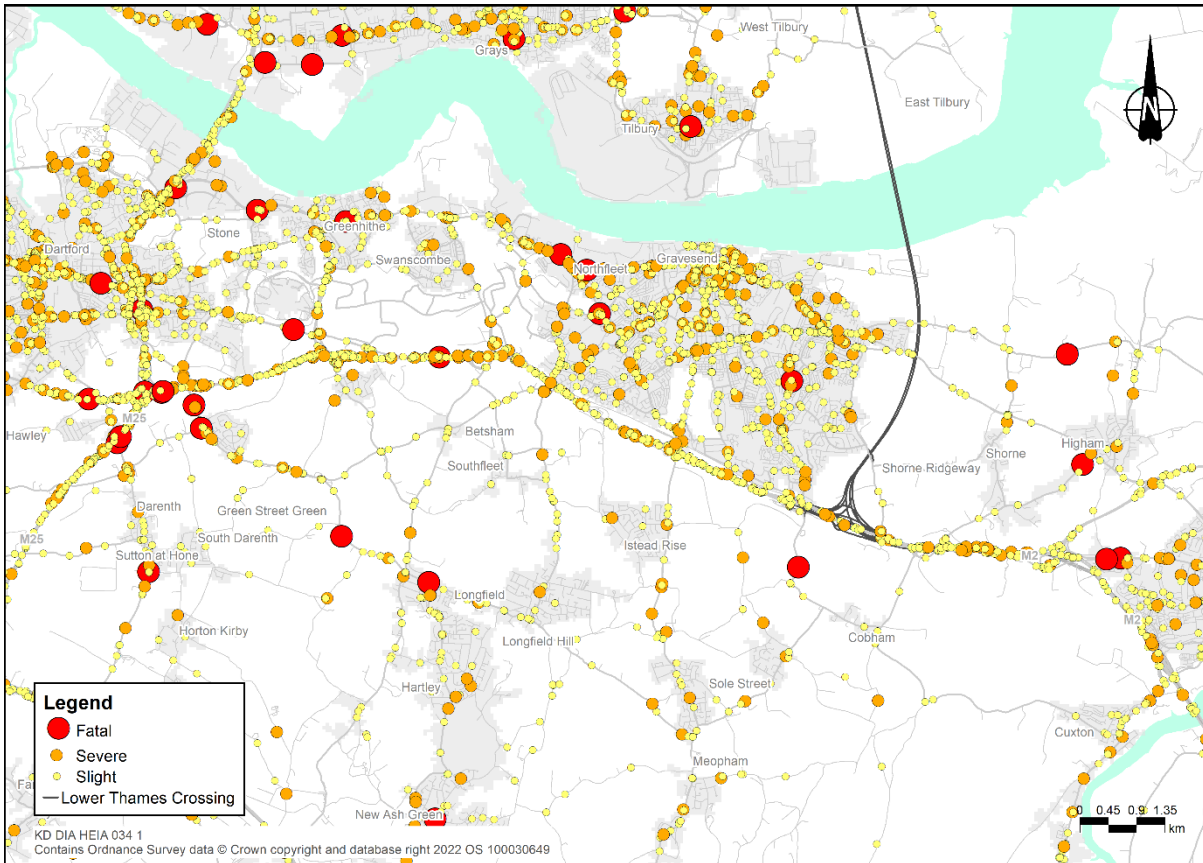 West Tilbury
Grays
East Tilbury
N
Tilbury
Stone
Greenhithe
Dartford
Swanscombe
Northfleet
Gravesend
M25
Hawley
Betsham
Southfleet
Shorne Ridgeway
Shorne
Higham
Darenth
Green Street Green
M25
South Darenth
Sutton at Hone
Istead Rise
M2
Longfield
Horton Kirby
Longfield Hill
Cobham
M2
Hartley
Sole Street
Cuxton
Meopham
New Ash Green
Legend
Fatal
Severe
Slight
Lower Thames Crossing
0 0.45 0.9 1.35
km
KD DIA HEIA 034 1
Contains Ordnance Survey data © Crown copyright and database right 2022 OS 100030649